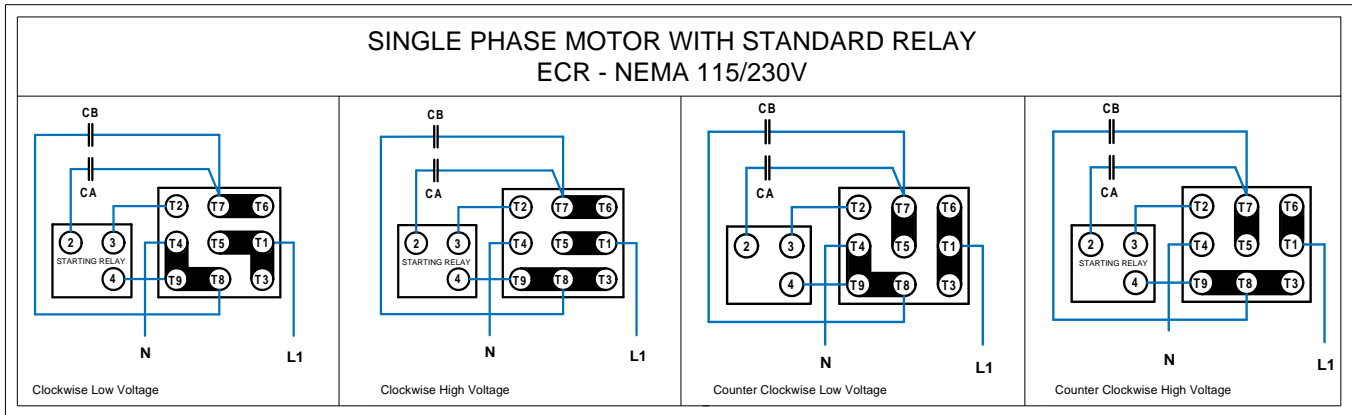 SINGLE PHASE MOTOR WITH STANDARD RELAY
ECR - NEMA 115/230V
CB
CA
T2 T7 T6
2 3 T4 T5 T1
STARTING RELAY
4 T9 T8 T3
N L1
Clockwise Low Voltage
CB
CA
T2 T7 T6
2 3 T4 T5 T1
STARTING RELAY
4 T9 T8 T3
N L1
Clockwise High Voltage
CB
CA
T2 T7 T6
2 3 T4 T5 T1
STARTING RELAY
4 T9 T8 T3
N L1
Counter Clockwise Low Voltage
CB
CA
T2 T7 T6
2 3 T4 T5 T1
STARTING RELAY
4 T9 T8 T3
N L1
Counter Clockwise High Voltage